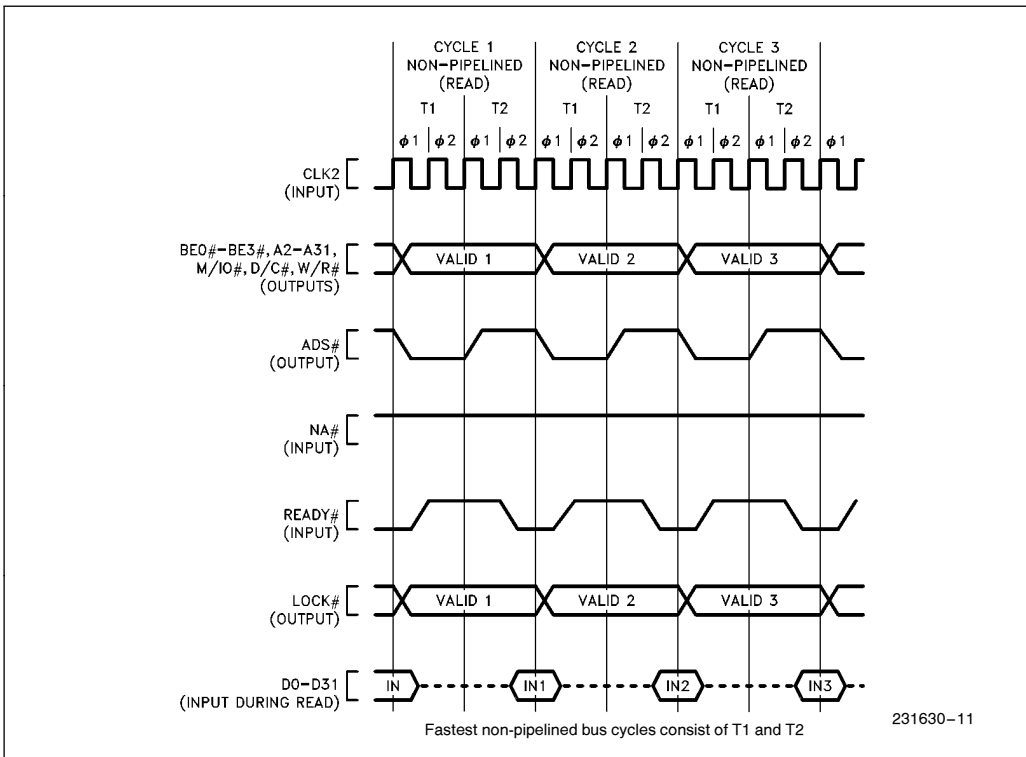 CYCLE 1 CYCLE 2 CYCLE 3
NON-PIPELINED NON-PIPELINED NON-PIPELINED
(READ) (READ) (READ)
T1 T2 T1 T2 T1 T2
ϕ1 ϕ2 ϕ1 ϕ2 ϕ1 ϕ2 ϕ1 ϕ2 ϕ1 ϕ2 ϕ1 ϕ2 ϕ1
CLK2
(INPUT)
BE0#-BE3#, A2-A31,
M/IO#, D/C#, W/R#
(OUTPUTS)
VALID 1 VALID 2 VALID 3
ADS#
(OUTPUT)
NA#
(INPUT)
READY#
(INPUT)
LOCK#
(OUTPUT)
VALID 1 VALID 2 VALID 3
D0-D31
(INPUT DURING READ)
IN IN1 IN2 IN3
Fastest non-pipelined bus cycles consist of T1 and T2
231630-11